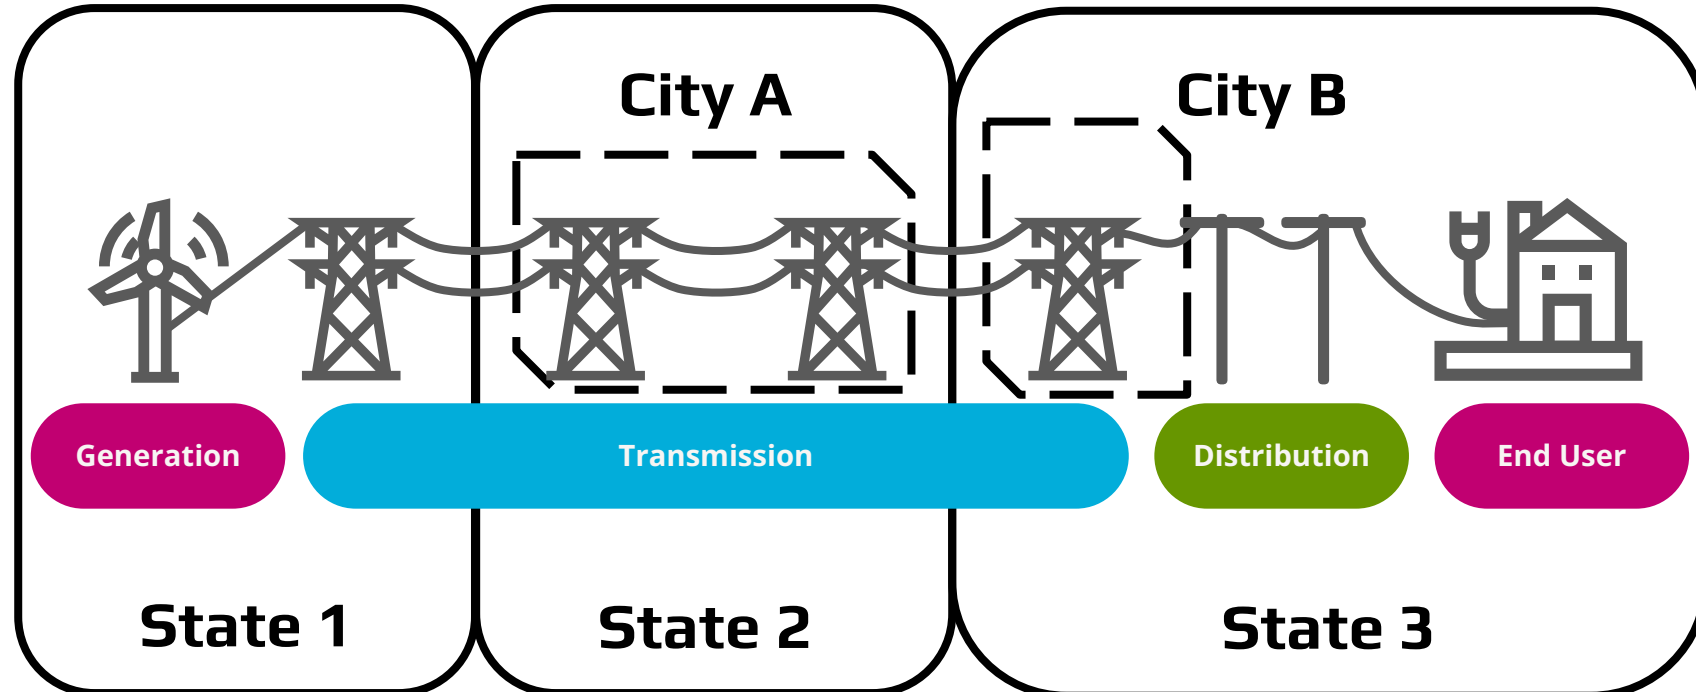 City A
City B
Generation
Transmission
Distribution
End User
State 1
State 2
State 3